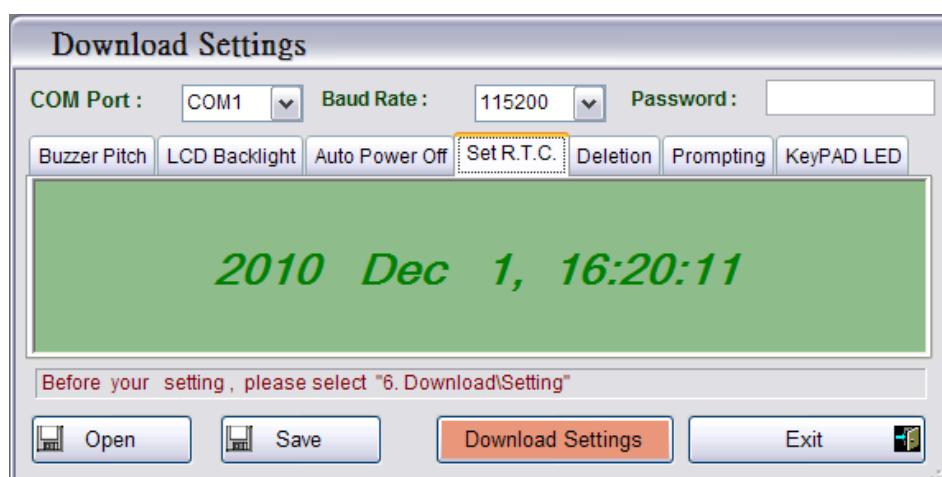 Download Settings
COM Port : COM1 Baud Rate : 115200 Password :
Buzzer Pitch LCD Backlight Auto Power Off Set R.T.C. Deletion Prompting KeyPAD LED
2010 Dec 1, 16:20:11
Before your setting , please select "6. Download\Setting"
Open Save Download Settings Exit